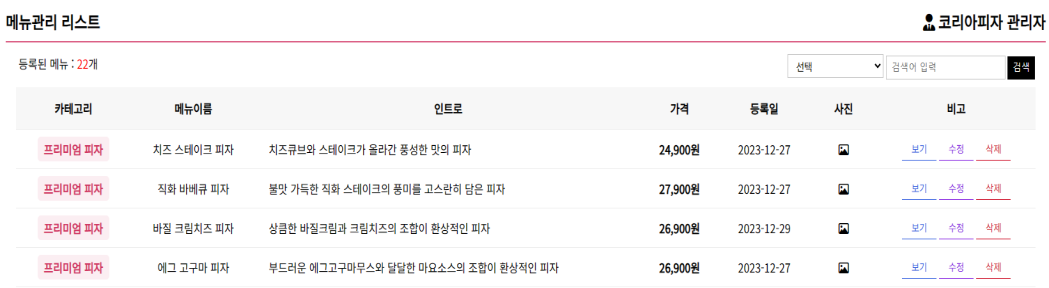 메뉴관리 리스트 코리아피자 관리자
등록된 메뉴 : 22개 선택 검색어 입력 검색
카테고리 메뉴이름 인트로 가격 등록일 사진 비고
프리미엄 피자 치즈 스테이크 피자 치즈큐브와 스테이크가 올라간 풍성한 맛의 피자 24,900원 2023-12-27 보기 수정 삭제
프리미엄 피자 직화 바베큐 피자 불맛 가득한 직화 스테이크의 풍미를 고스란히 담은 피자 27,900원 2023-12-27 보기 수정 삭제
프리미엄 피자 바질 크림치즈 피자 상큼한 바질크림과 크림치즈의 조합이 환상적인 피자 26,900원 2023-12-29 보기 수정 삭제
프리미엄 피자 에그 고구마 피자 부드러운 에그고구마무스와 달달한 마요소스의 조합이 환상적인 피자 26,900원 2023-12-27 보기 수정 삭제